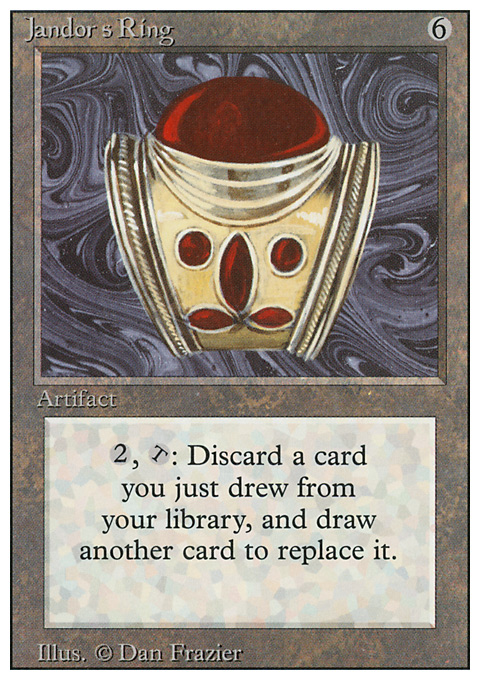 Jandor's Ring 6
Artifact
2, T: Discard a card
you just drew from
your library, and draw
another card to replace it.
Illus. © Dan Frazier